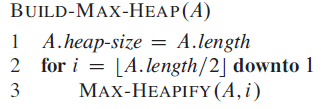 BUILD-MAX-HEAP(A)
1 A.heap-size = A.length
2 for i = ⌊A.length/2⌋ downto 1
3 MAX-HEAPIFY(A, i)